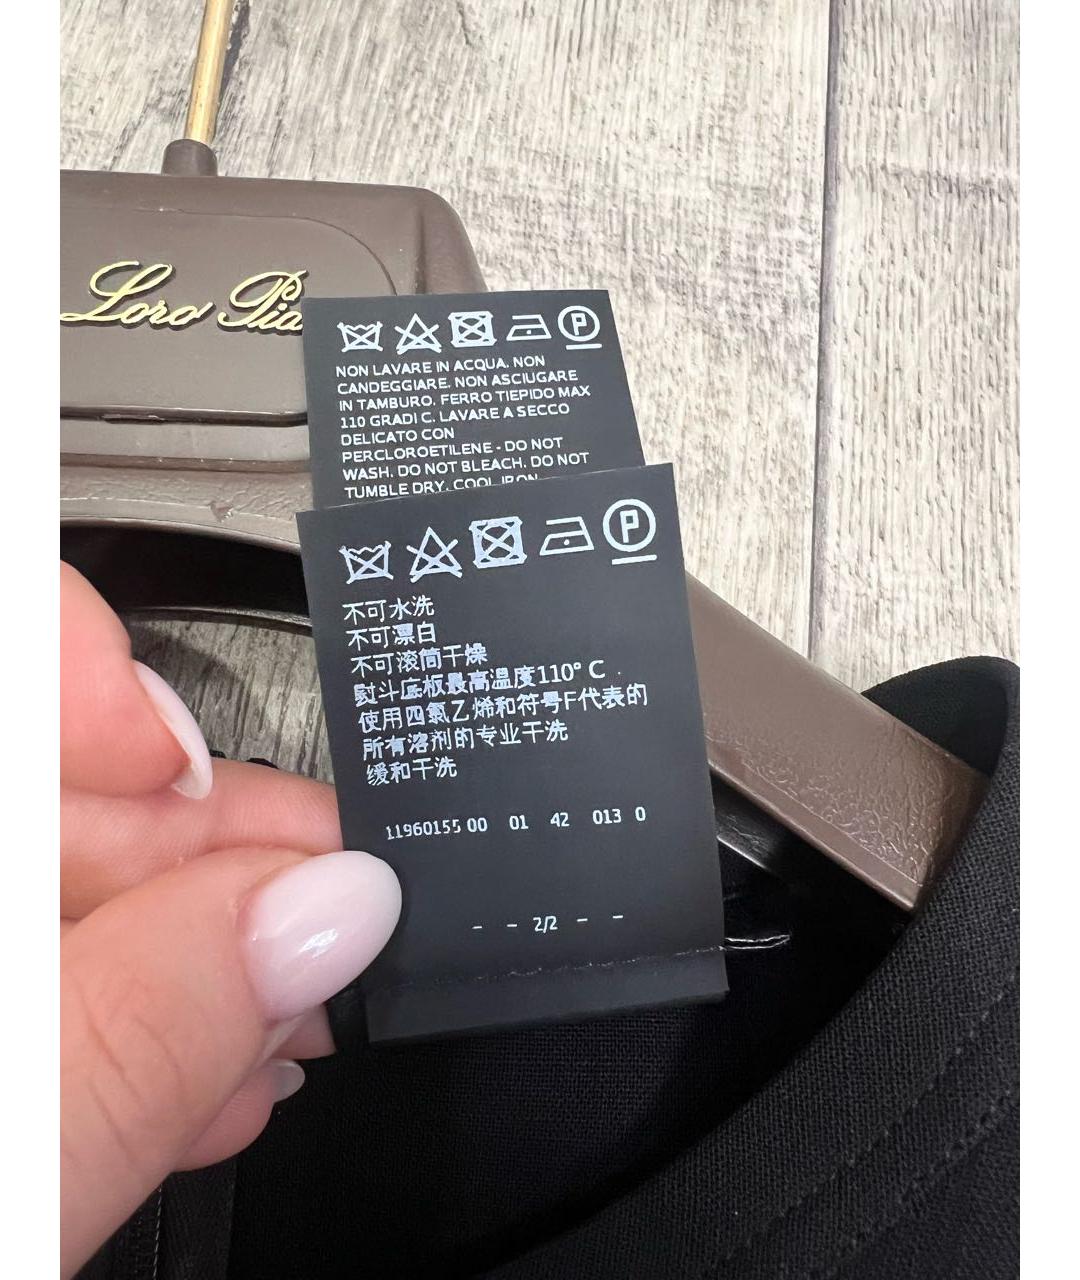 Loro Pia
P
NON LAVARE IN ACQUA. NON
CANDEGGIARE. NON ASCIUGARE
IN TAMBURO. FERRO TIEPIDO MAX
110 GRADI C. LAVARE A SECCO
DELICATO CON
PERCLOROETILENE - DO NOT
WASH. DO NOT BLEACH. DO NOT
TUMBLE DRY. COOL IRON
P
不可水洗
不可漂白
不可滚筒干燥
熨斗底板最高温度110° C
使用四氯乙烯和符号F代表的
所有溶剂的专业干洗
缓和干洗
11960155 00 01 42 013 0
- - 2/2 - -